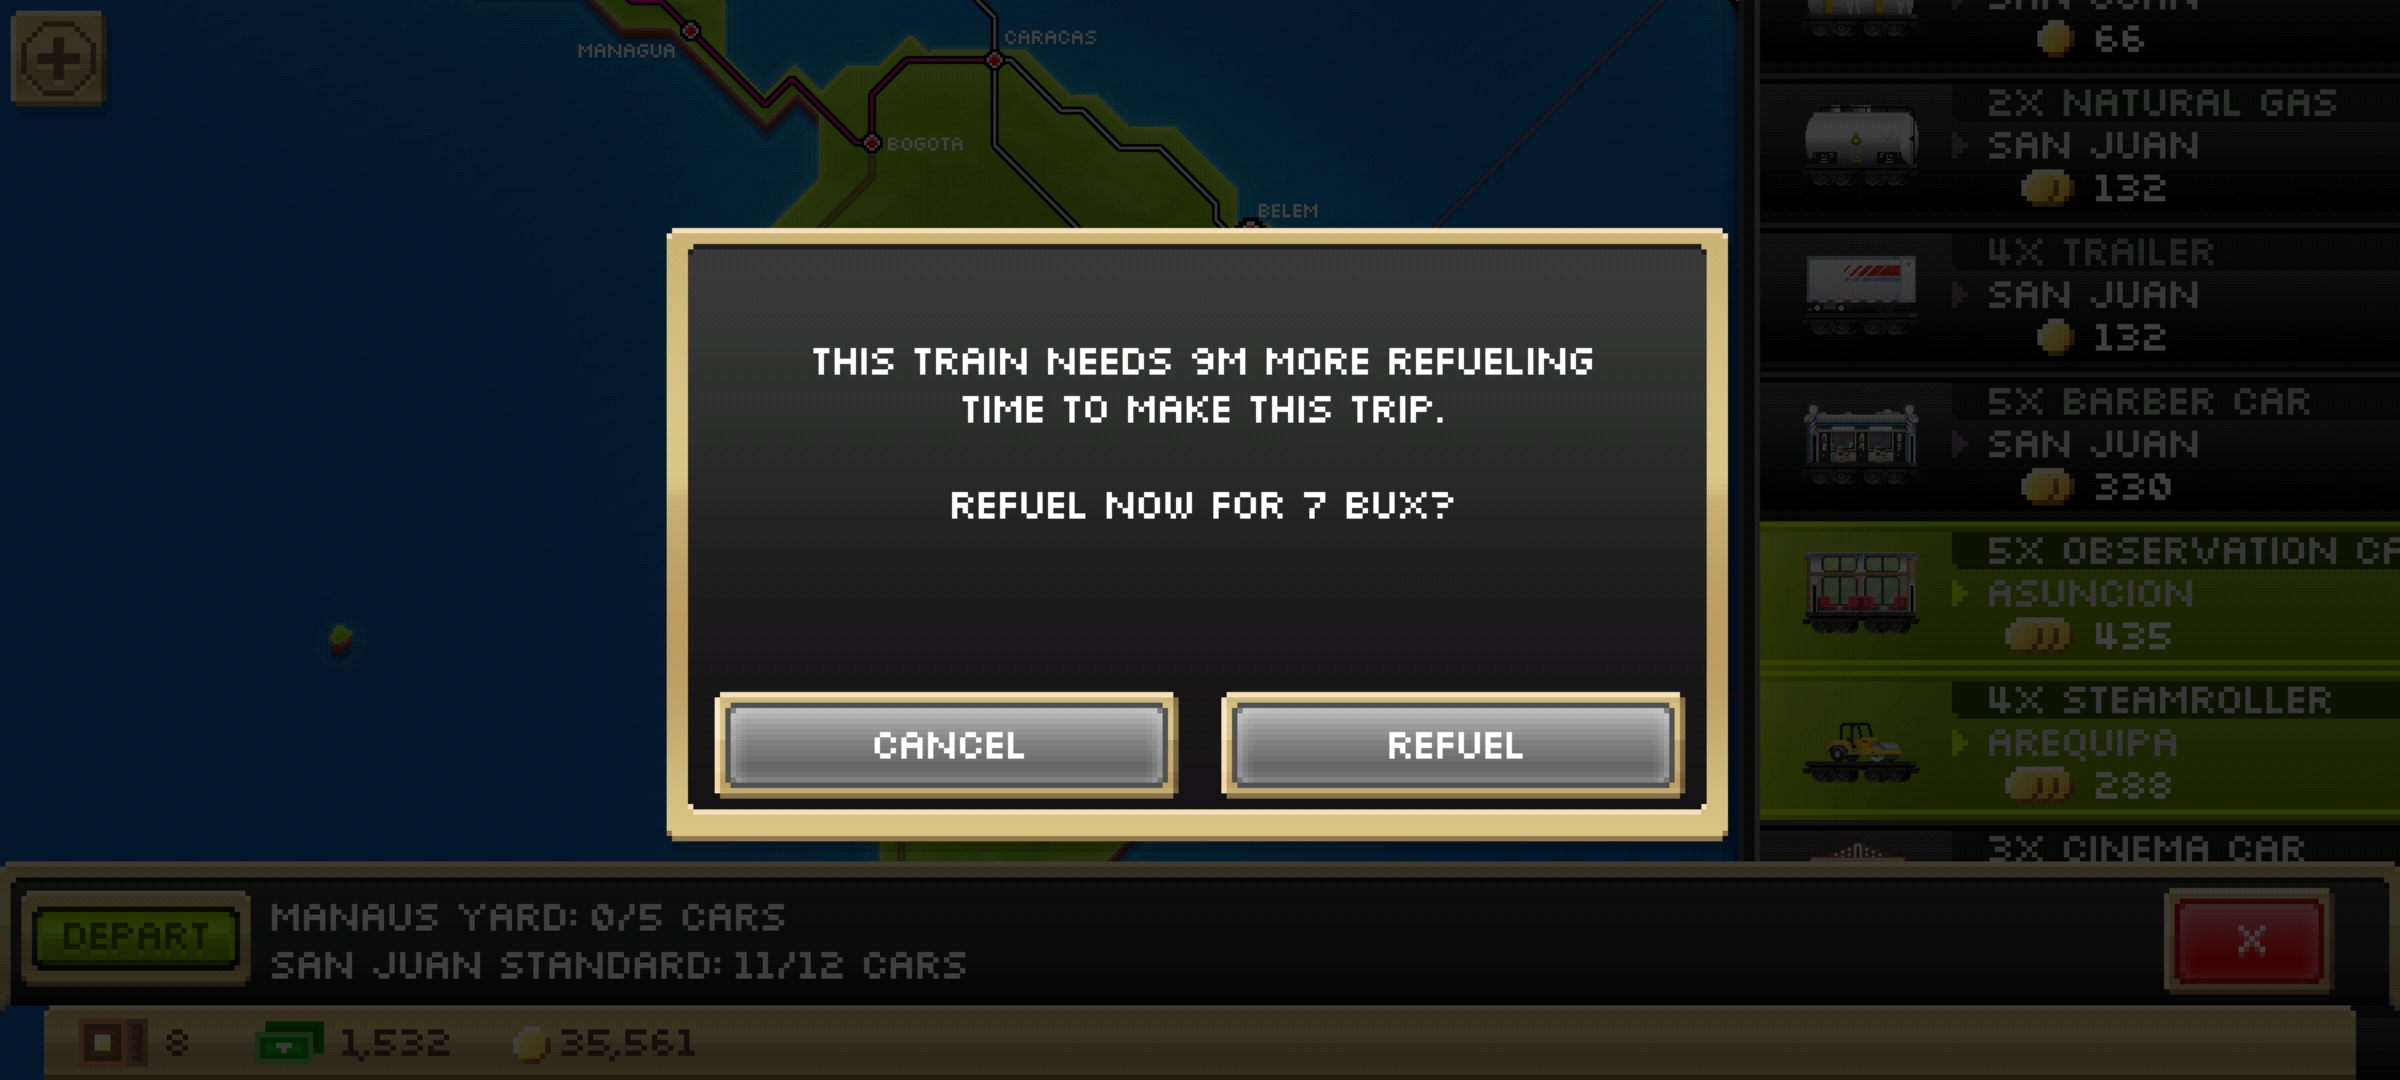 MANAGUA
CARACAS
BOGOTA
BELEM
SAN JUAN
66
2X NATURAL GAS
SAN JUAN
132
4X TRAILER
SAN JUAN
132
5X BARBER CAR
SAN JUAN
330
5X OBSERVATION CA
ASUNCION
435
4X STEAMROLLER
AREQUIPA
288
3X CINEMA CAR
THIS TRAIN NEEDS 9M MORE REFUELING
TIME TO MAKE THIS TRIP.
REFUEL NOW FOR 7 BUX?
CANCEL
REFUEL
DEPART
MANAUS YARD: 0/5 CARS
SAN JUAN STANDARD: 11/12 CARS
X
8
1,532
35,561